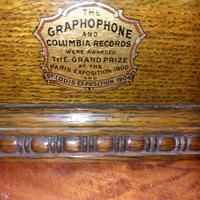 THE
GRAPHOPHONE
AND
COLUMBIA RECORDS
WERE AWARDED
THE GRAND PRIZE
AT THE
PARIS EXPOSITION 1900
AND
ST LOUIS EXPOSITION 1904